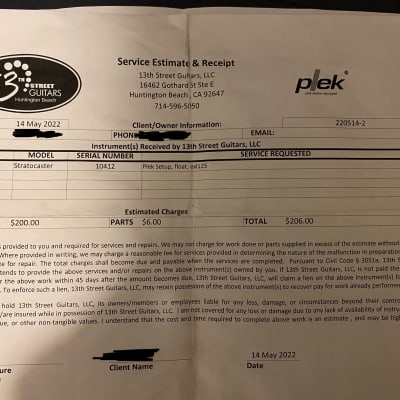 13TH
STREET
GUITARS
Huntington Beach
Service Estimate & Receipt
13th Street Guitars, LLC
16462 Gothard St Ste E
Huntington Beach, CA 92647
714-596-5050
plek
14 May 2022
Client/Owner Information:
220514-2
PHON
EMAIL:
Instrument(s) Received by 13th Street Guitars, LLC
MODEL SERIAL NUMBER SERVICE REQUESTED
Stratocaster 10412 Plek Setup, float, ed125
Estimated Charges
$200.00 PARTS $6.00 TOTAL $206.00
s provided to you and required for services and repairs. We may not charge for work done or parts supplied in excess of the estimate without
Where provided in writing, we may charge a reasonable fee for services provided in determining the nature of the malfunction in preparation
te for repair. The total charges shall become due and payable when the services are completed. Pursuant to Civil Code § 3051a, 13th S
tends to provide the above services/or repairs on the above instrument(s) owned by you. If 13th Street Guitars, LLC, is not paid the
r the above work within 45 days after the amount becomes due, 13th Street Guitars, LLC, will claim a lien on the instrument(s) fo
. To enforce such a lien, 13th Street Guitars, LLC, may retain possession of the above instrument(s) to recover pay for work already perform
hold 13th Street Guitars, LLC, its owners/members or employees liable for any loss, damage, or circumstances beyond their contr
/are insured while in possession of 13th Street Guitars, LLC. I am not covered for any loss or damage due to any lack of availability of instru
ue, or other non-tangible values. I understand that the cost and time required to complete above work is an estimate , and may be high
14 May 2022
ure Client Name Date